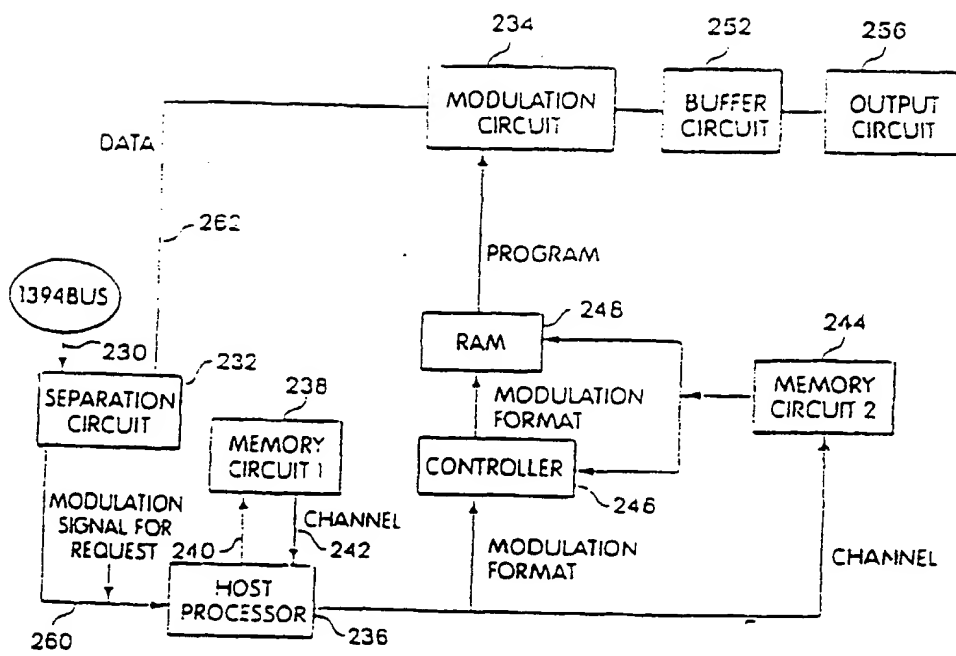 234
252
256
MODULATION
CIRCUIT
BUFFER
CIRCUIT
OUTPUT
CIRCUIT
DATA
262
PROGRAM
1394BUS
230
232
SEPARATION
CIRCUIT
248
RAM
244
MEMORY
CIRCUIT 2
238
MEMORY
CIRCUIT 1
MODULATION
FORMAT
CONTROLLER
246
MODULATION
SIGNAL FOR
REQUEST
240
CHANNEL
242
MODULATION
FORMAT
CHANNEL
HOST
PROCESSOR
236
260